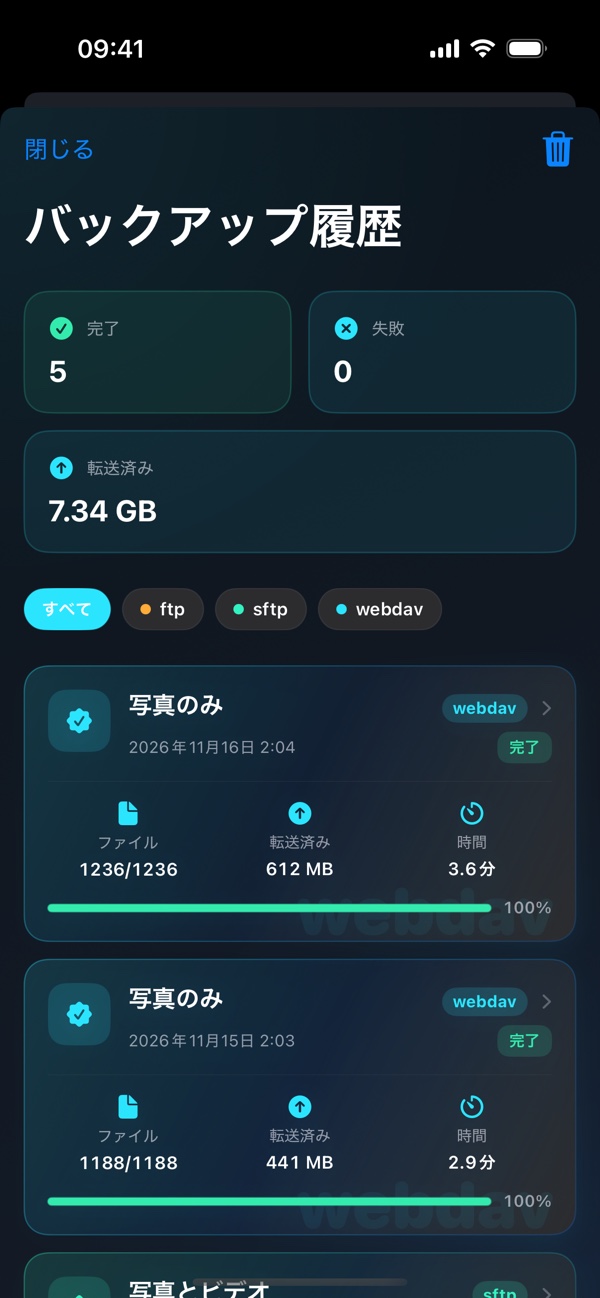 09:41
閉じる
バックアップ履歴
完了
5
失敗
0
転送済み
7.34 GB
すべて
ftp
sftp
webdav
写真のみ
webdav
2026年11月16日 2:04
完了
ファイル
転送済み
時間
1236/1236
612 MB
3.6分
100%
webdav
写真のみ
webdav
2026年11月15日 2:03
完了
ファイル
転送済み
時間
1188/1188
441 MB
2.9分
100%
webdav
写真とビデオ
sftp